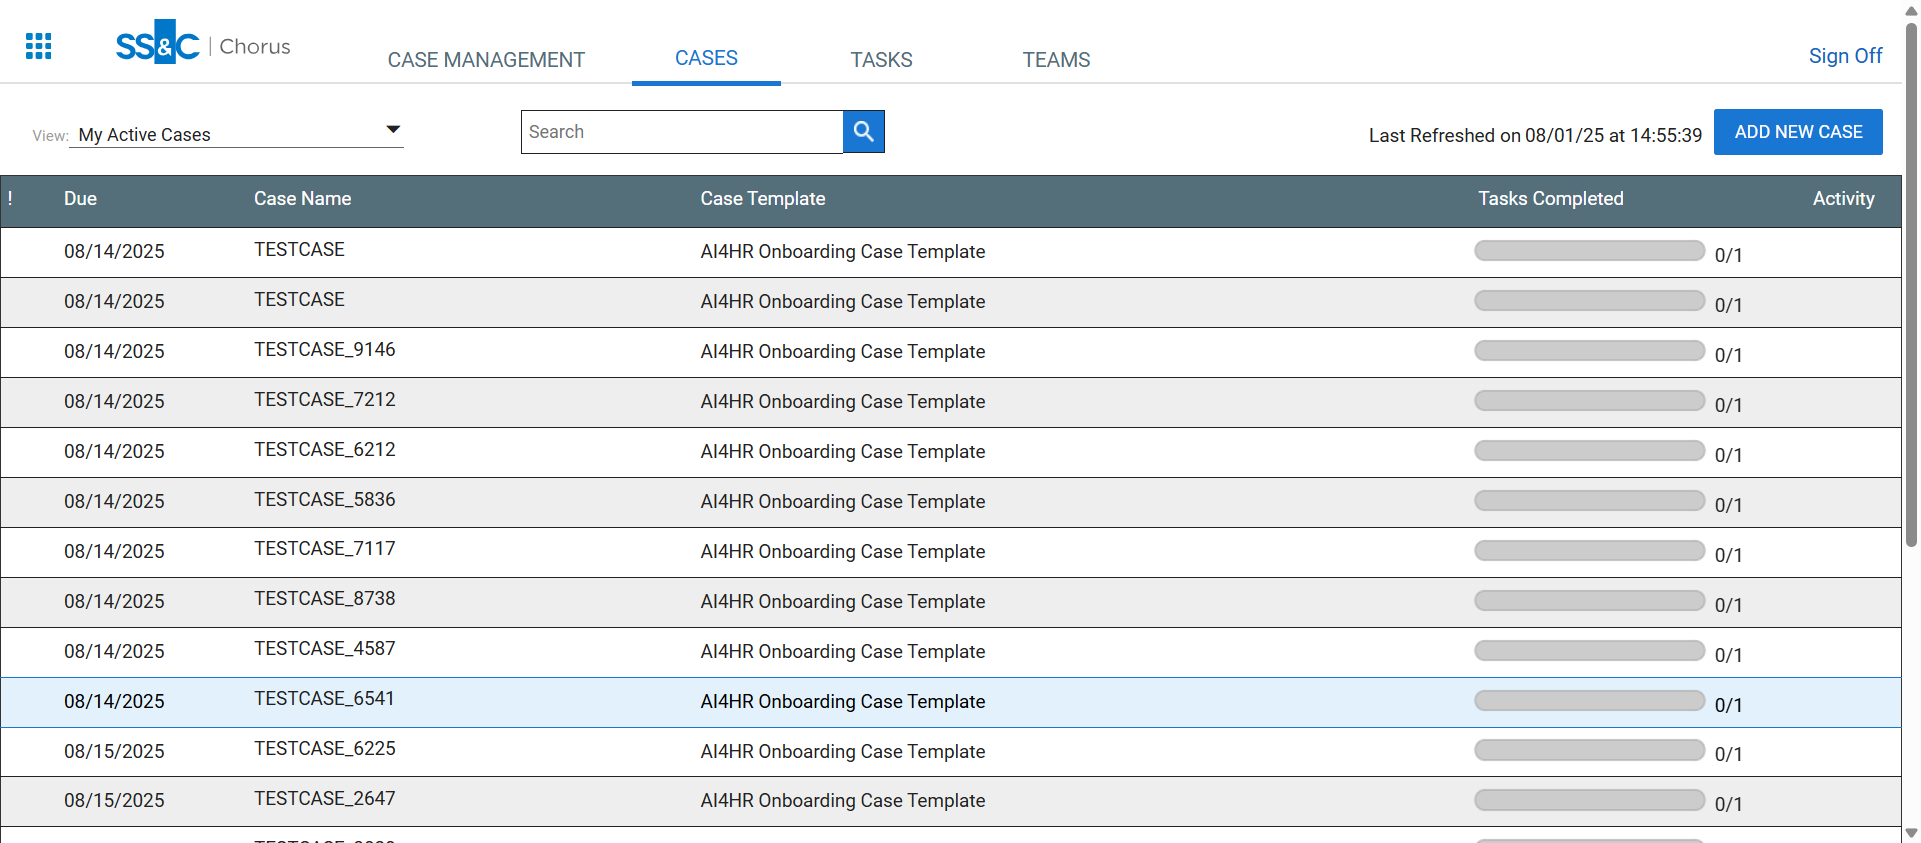 SS&C | Chorus
CASE MANAGEMENT CASES TASKS TEAMS Sign Off
View: My Active Cases Search Last Refreshed on 08/01/25 at 14:55:39 ADD NEW CASE
! Due Case Name Case Template Tasks Completed Activity
08/14/2025 TESTCASE AI4HR Onboarding Case Template 0/1
08/14/2025 TESTCASE AI4HR Onboarding Case Template 0/1
08/14/2025 TESTCASE_9146 AI4HR Onboarding Case Template 0/1
08/14/2025 TESTCASE_7212 AI4HR Onboarding Case Template 0/1
08/14/2025 TESTCASE_6212 AI4HR Onboarding Case Template 0/1
08/14/2025 TESTCASE_5836 AI4HR Onboarding Case Template 0/1
08/14/2025 TESTCASE_7117 AI4HR Onboarding Case Template 0/1
08/14/2025 TESTCASE_8738 AI4HR Onboarding Case Template 0/1
08/14/2025 TESTCASE_4587 AI4HR Onboarding Case Template 0/1
08/14/2025 TESTCASE_6541 AI4HR Onboarding Case Template 0/1
08/15/2025 TESTCASE_6225 AI4HR Onboarding Case Template 0/1
08/15/2025 TESTCASE_2647 AI4HR Onboarding Case Template 0/1